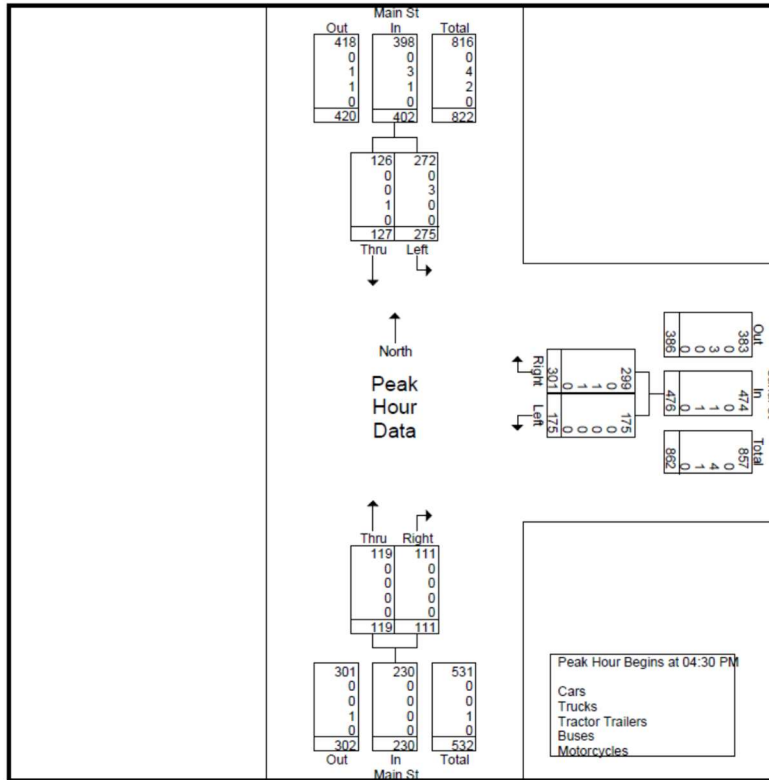 Main St
Out In Total
418 398 816
0 0 0
1 3 4
1 1 2
0 0 0
420 402 822
126 272
0 0
0 3
1 0
0 0
127 275
Thru Left
North
Peak
Hour
Data
Out In Total
383 474 857
0 0 0
3 1 4
0 1 1
0 0 0
386 476 862
299 175
0 0
1 0
1 0
0 0
301 175
Right Left
Thru Right
119 111
0 0
0 0
0 0
0 0
119 111
301 230 531
0 0 0
0 0 0
1 0 1
0 0 0
302 230 532
Out In Total
Main St
Peak Hour Begins at 04:30 PM
Cars
Trucks
Tractor Trailers
Buses
Motorcycles